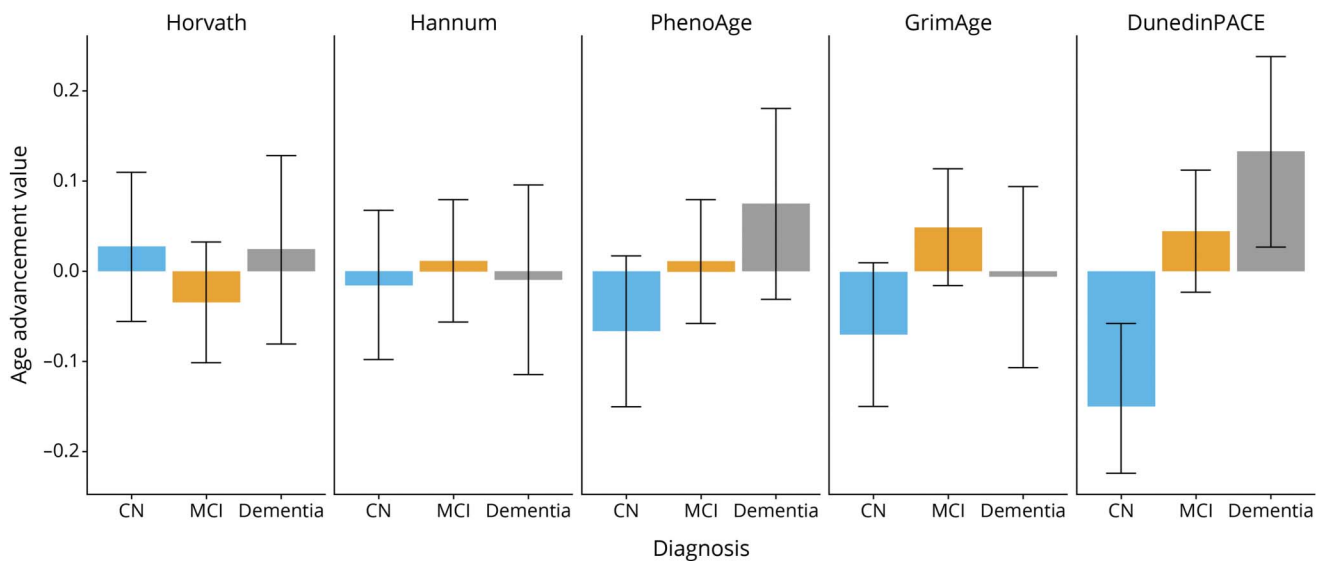 Horvath Hannum PhenoAge GrimAge DunedinPACE
Age advancement value
0.2
0.1
0.0
−0.1
−0.2
CN MCI Dementia CN MCI Dementia CN MCI Dementia CN MCI Dementia CN MCI Dementia
Diagnosis